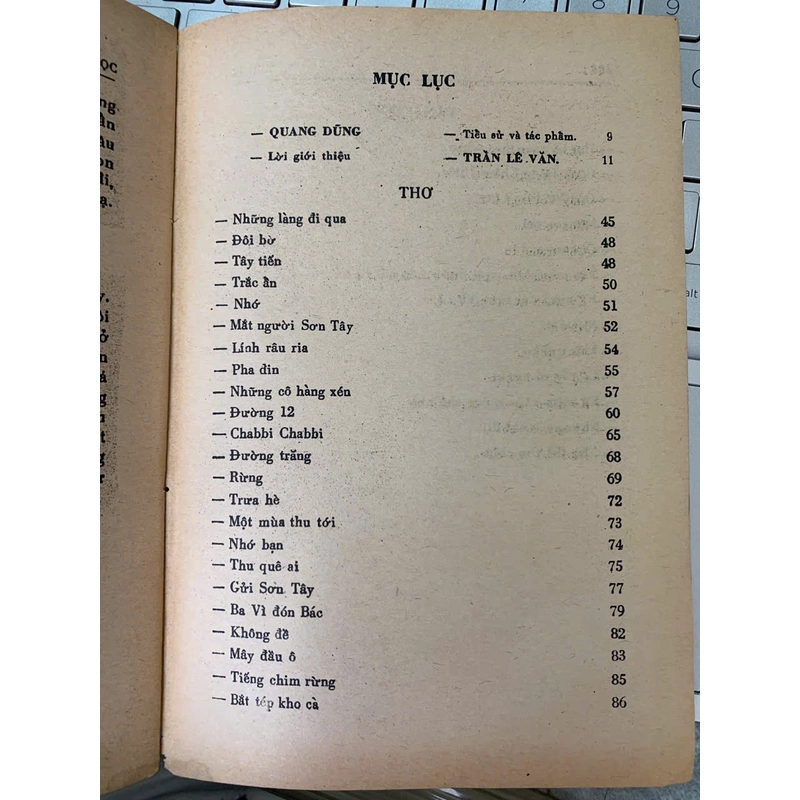 MỤC LỤC
— QUANG DŨNG — Tiểu sử và tác phẩm. 9
— Lời giới thiệu — TRẦN LÊ VĂN. 11
THƠ
— Những làng đi qua 45
— Đôi bờ 48
— Tây tiến 48
— Trắc ẩn 50
— Nhớ 51
— Mắt người Sơn Tây 52
— Lính râu ria 54
— Pha đin 55
— Những cô hàng xén 57
— Đường 12 60
— Chabbi Chabbi 65
— Đường trăng 68
— Rừng 69
— Trưa hè 72
— Một mùa thu tới 73
— Nhớ bạn 74
— Thu quê ai 75
— Gửi Sơn Tây 77
— Ba Vì đón Bác 79
— Không đề 82
— Mây đầu ô 83
— Tiếng chim rừng 85
— Bắt tép kho cà 86